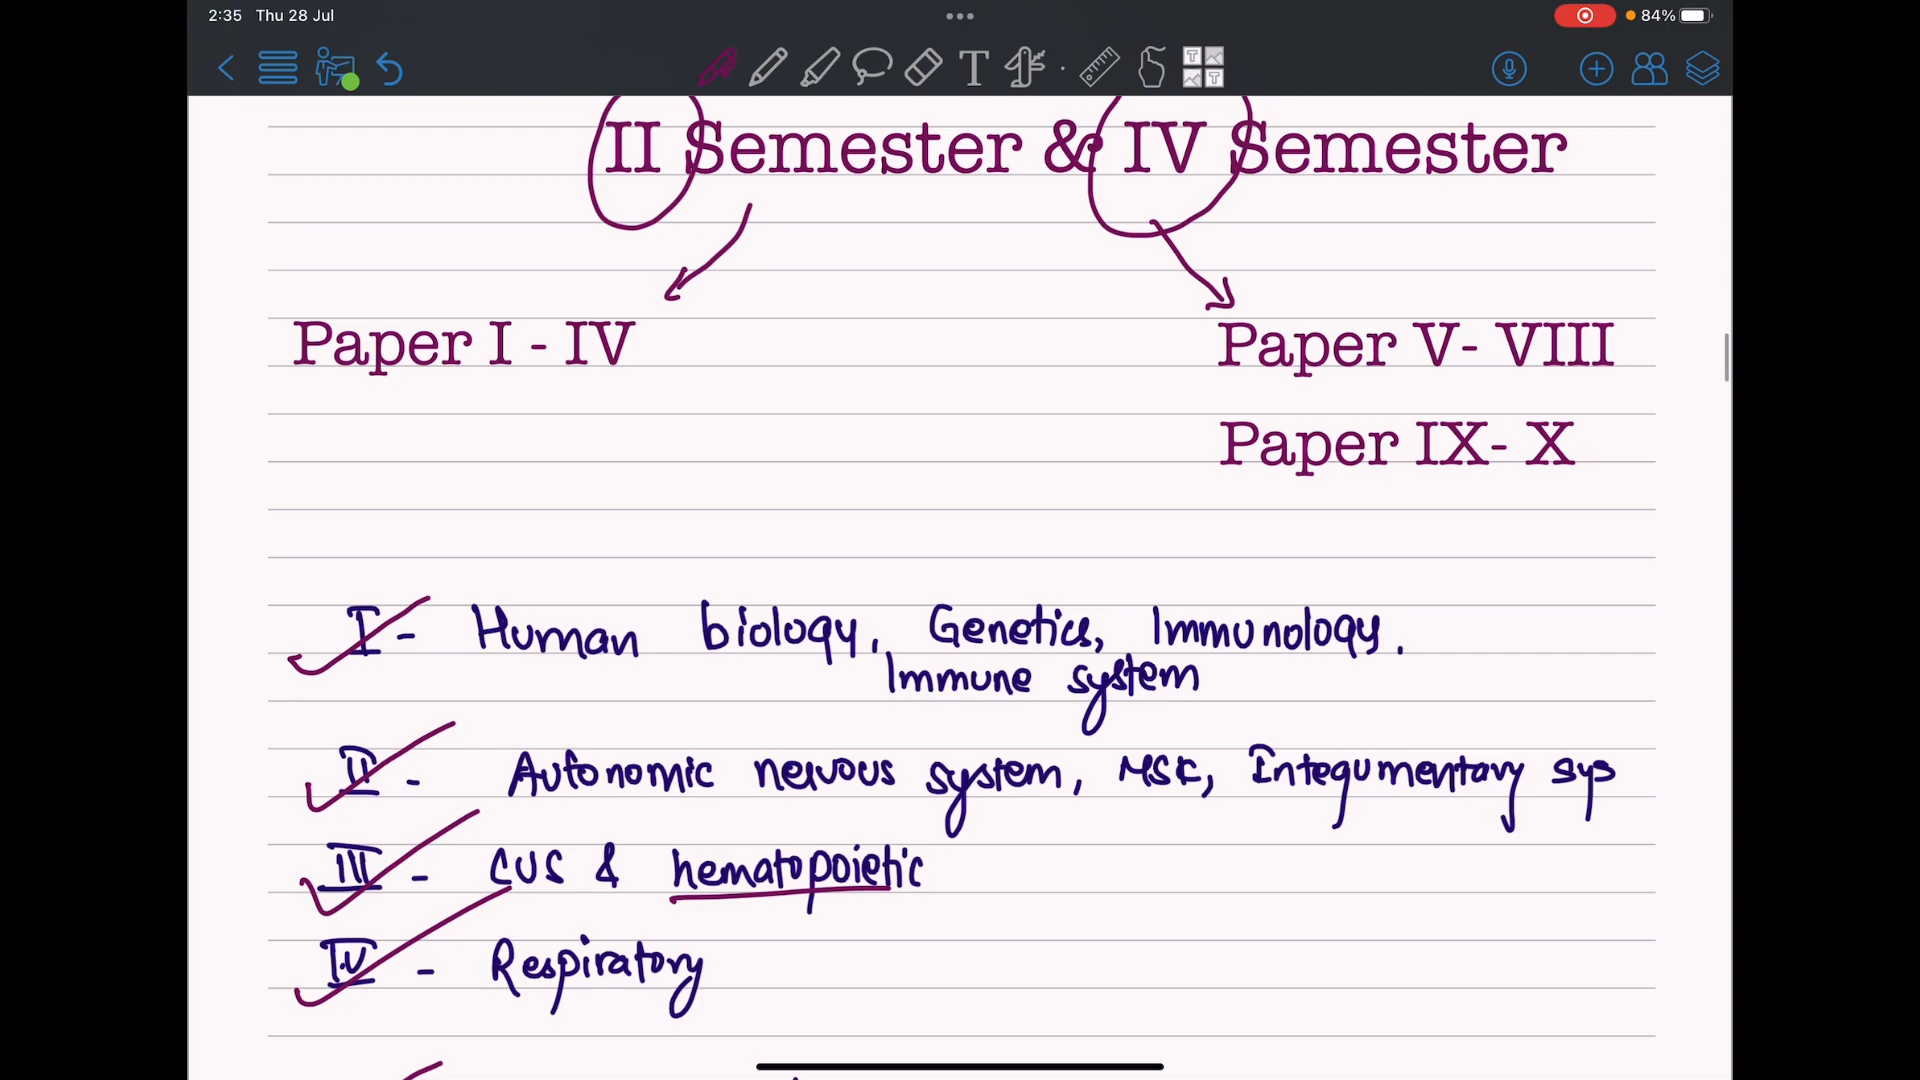 2:35 Thu 28 Jul
84%
II Semester & IV Semester
Paper I - IV
Paper V- VIII
Paper IX- X
I - Human biology, Genetics, Immunology.
Immune system
II - Autonomic nervous system, MSK, Integumentary sys
III - CVS & hematopoietic
IV - Respiratory